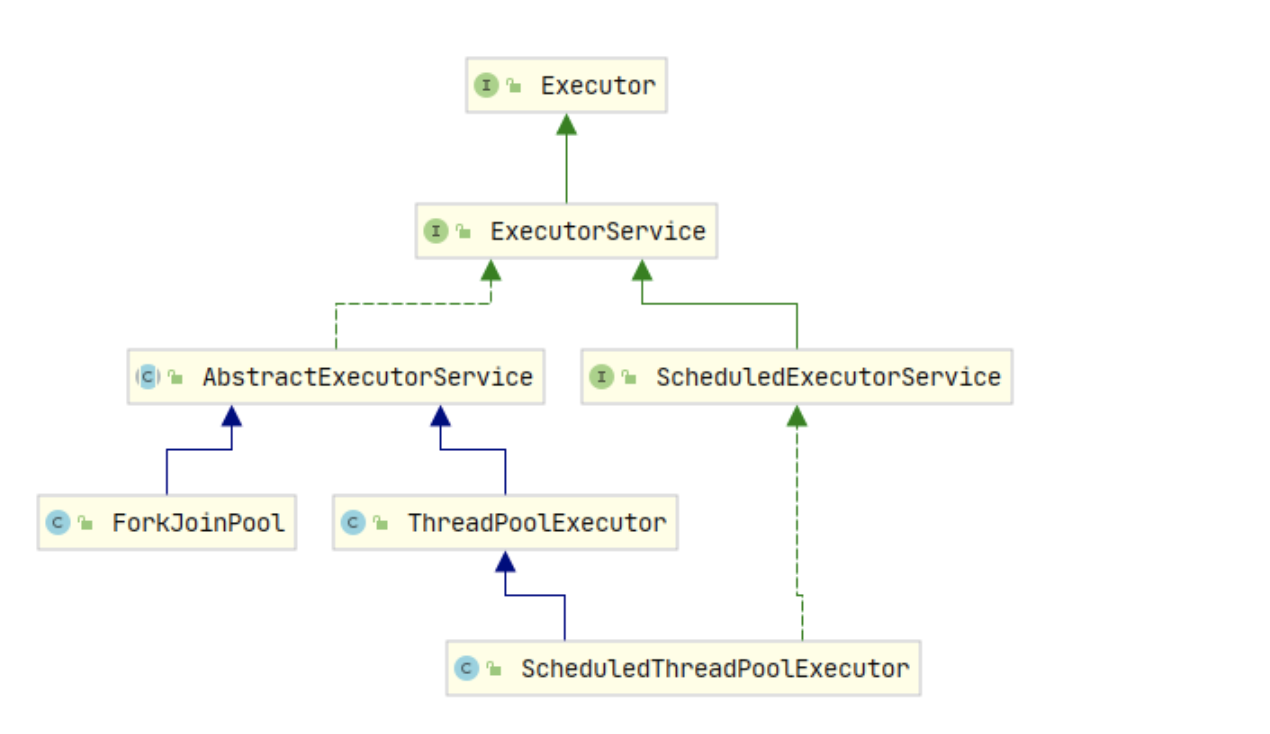 I Executor
I ExecutorService
C AbstractExecutorService
I ScheduledExecutorService
C ForkJoinPool
C ThreadPoolExecutor
C ScheduledThreadPoolExecutor